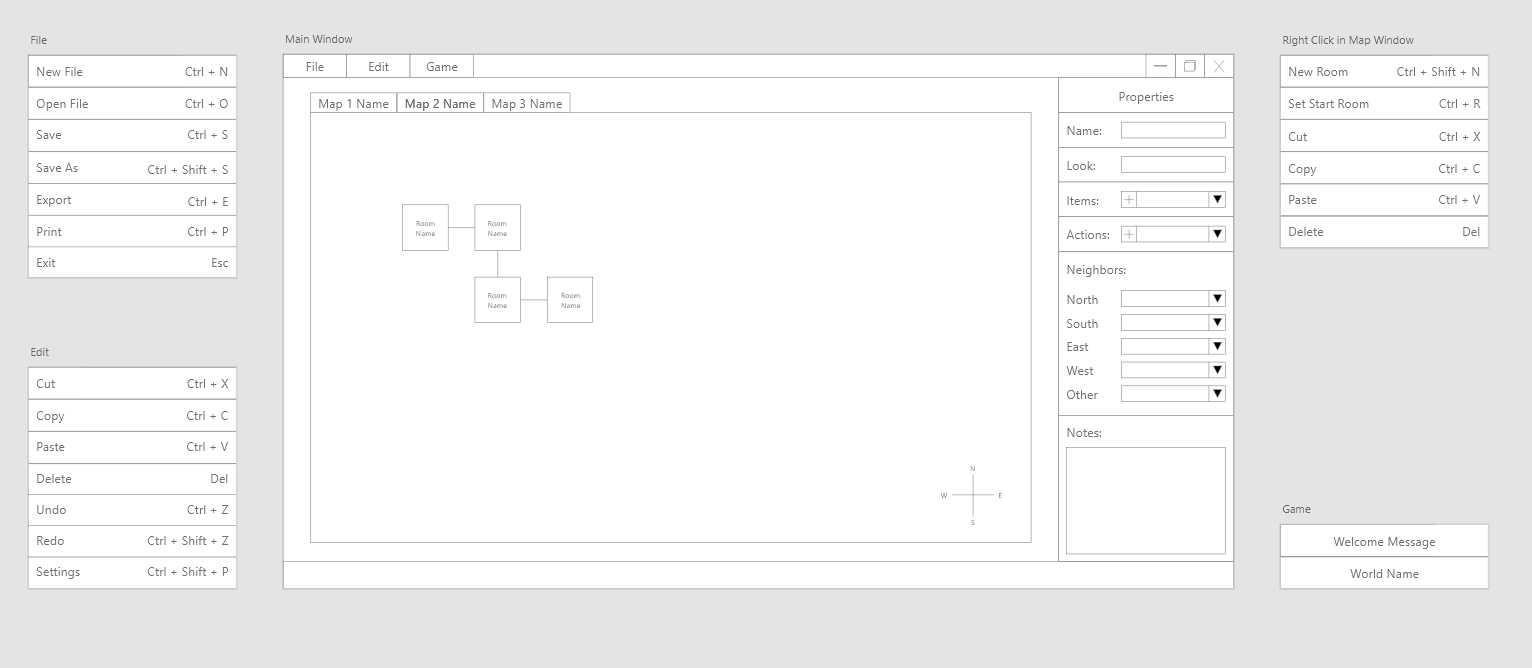 File
New File Ctrl + N
Open File Ctrl + O
Save Ctrl + S
Save As Ctrl + Shift + S
Export Ctrl + E
Print Ctrl + P
Exit Esc
Edit
Cut Ctrl + X
Copy Ctrl + C
Paste Ctrl + V
Delete Del
Undo Ctrl + Z
Redo Ctrl + Shift + Z
Settings Ctrl + Shift + P
Main Window
File Edit Game
Map 1 Name Map 2 Name Map 3 Name
Room
Name
Room
Name
Room
Name
Room
Name
N
W E
S
Properties
Name:
Look:
Items:
Actions:
Neighbors:
North
South
East
West
Other
Notes:
Right Click in Map Window
New Room Ctrl + Shift + N
Set Start Room Ctrl + R
Cut Ctrl + X
Copy Ctrl + C
Paste Ctrl + V
Delete Del
Game
Welcome Message
World Name